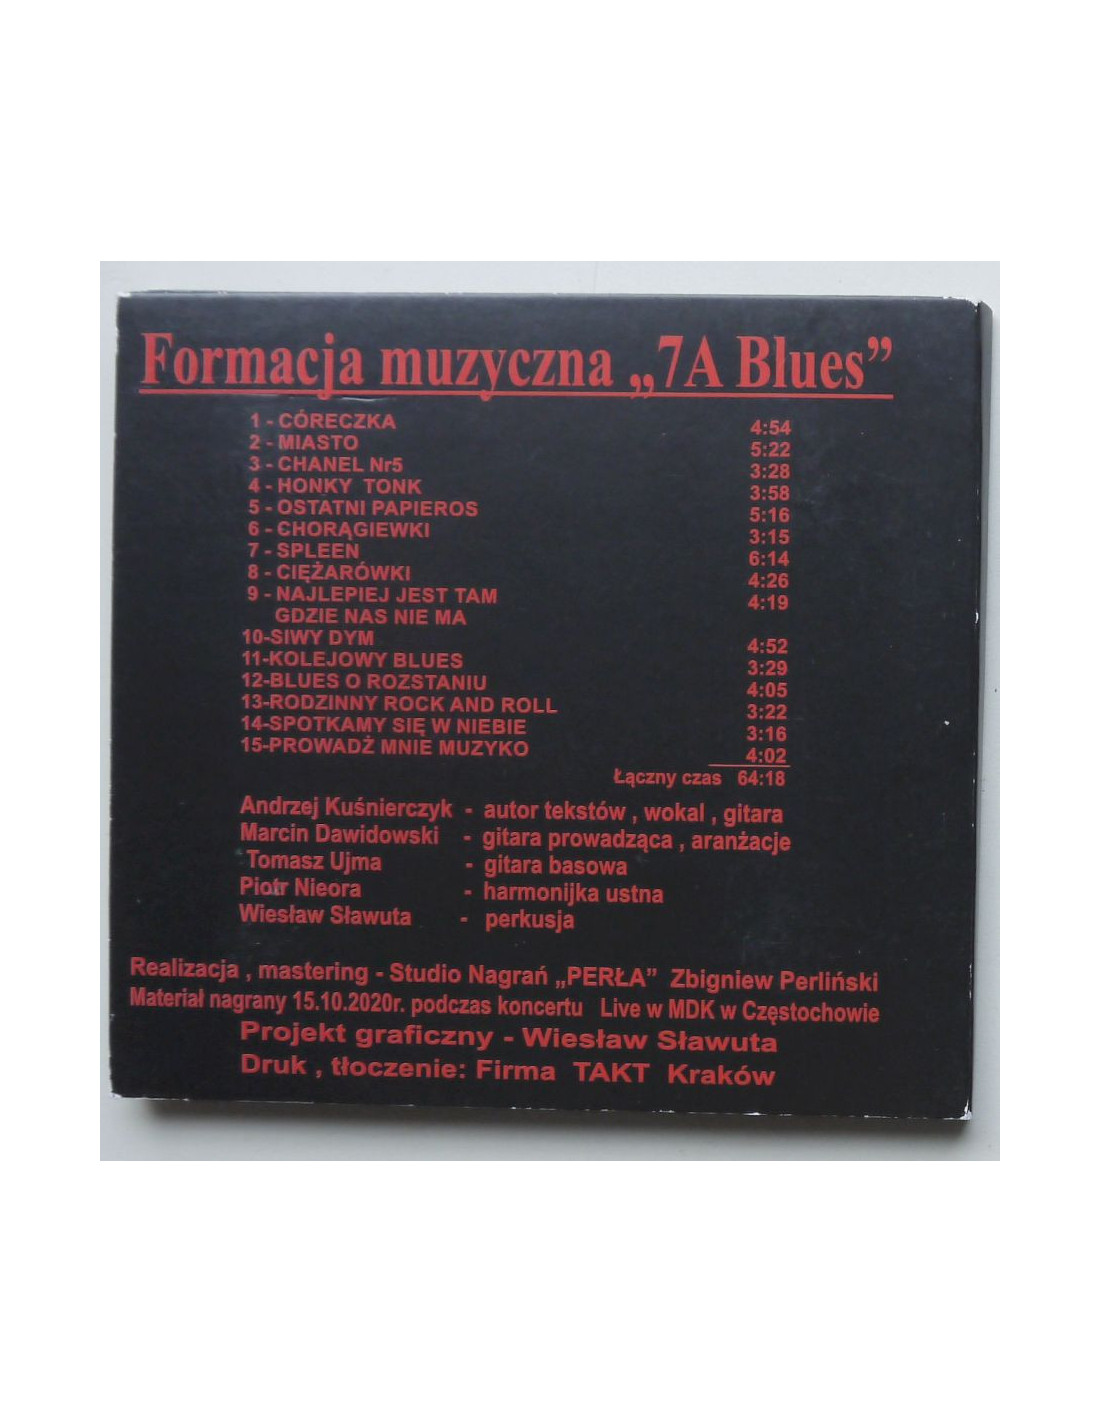 Formacja muzyczna „7A Blues”
1 - CÓRECZKA 4:54
2 - MIASTO 5:22
3 - CHANEL Nr5 3:28
4 - HONKY TONK 3:58
5 - OSTATNI PAPIEROS 5:16
6 - CHORĄGIEWKI 3:15
7 - SPLEEN 6:14
8 - CIĘŻARÓWKI 4:26
9 - NAJLEPIEJ JEST TAM 4:19
GDZIE NAS NIE MA
10-SIWY DYM 4:52
11-KOLEJOWY BLUES 3:29
12-BLUES O ROZSTANIU 4:05
13-RODZINNY ROCK AND ROLL 3:22
14-SPOTKAMY SIĘ W NIEBIE 3:16
15-PROWADŹ MNIE MUZYKO 4:02
Łączny czas 64:18
Andrzej Kuśnierczyk - autor tekstów , wokal , gitara
Marcin Dawidowski - gitara prowadząca , aranżacje
Tomasz Ujma - gitara basowa
Piotr Nieora - harmonijka ustna
Wiesław Sławuta - perkusja
Realizacja , mastering - Studio Nagrań „PERŁA” Zbigniew Perliński
Materiał nagrany 15.10.2020r. podczas koncertu Live w MDK w Częstochowie
Projekt graficzny - Wiesław Sławuta
Druk , tłoczenie: Firma TAKT Kraków